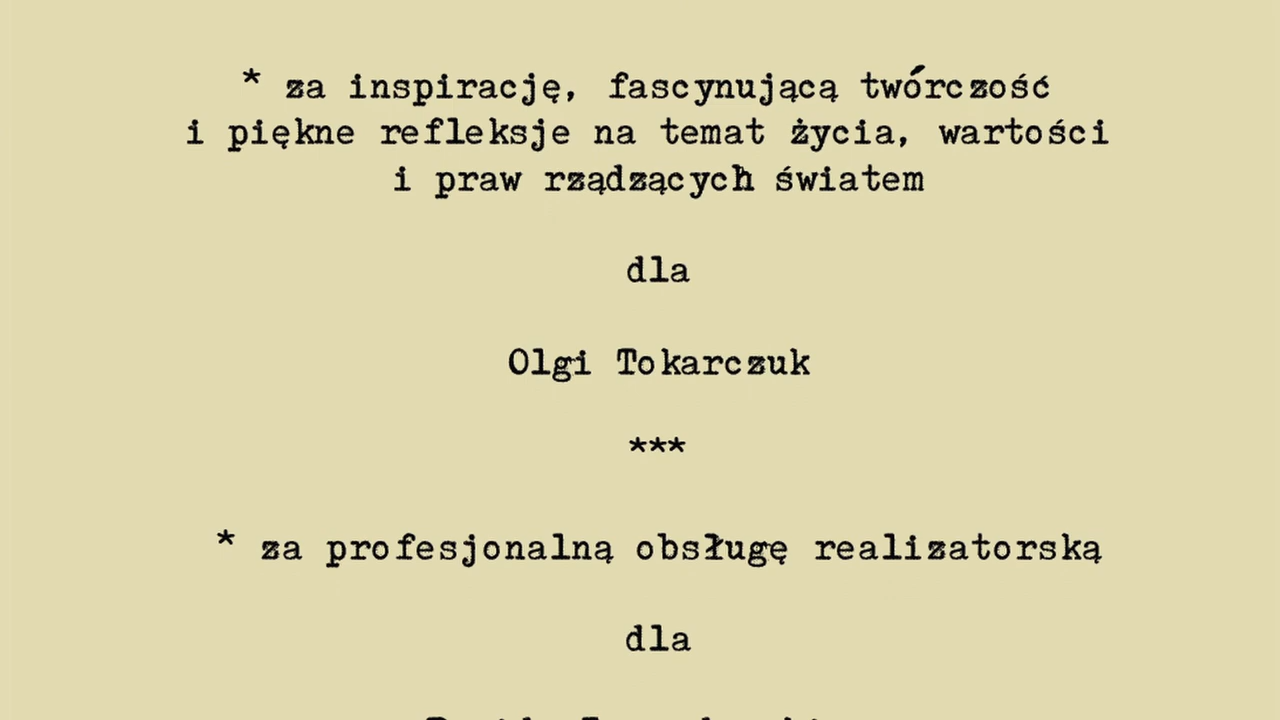 * za inspirację, fascynującą twórczość
i piękne refleksje na temat życia, wartości
i praw rządzących światem
dla
Olgi Tokarczuk
***
* za profesjonalną obsługę realizatorską
dla